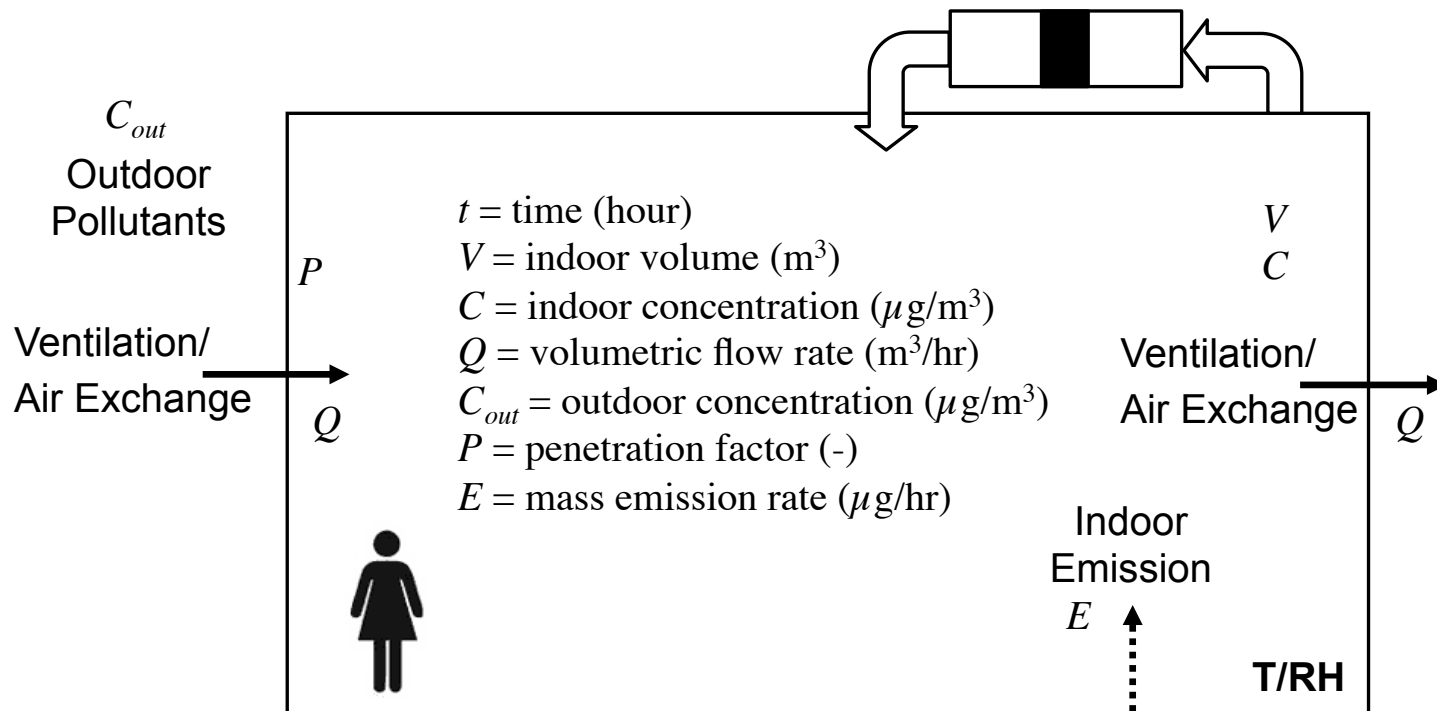 C_out
Outdoor
Pollutants
P
Ventilation/
Air Exchange
Q
t = time (hour)
V = indoor volume (m³)
C = indoor concentration (µg/m³)
Q = volumetric flow rate (m³/hr)
C_out = outdoor concentration (µg/m³)
P = penetration factor (-)
E = mass emission rate (µg/hr)
V
C
Ventilation/
Air Exchange
Q
Indoor
Emission
E
T/RH